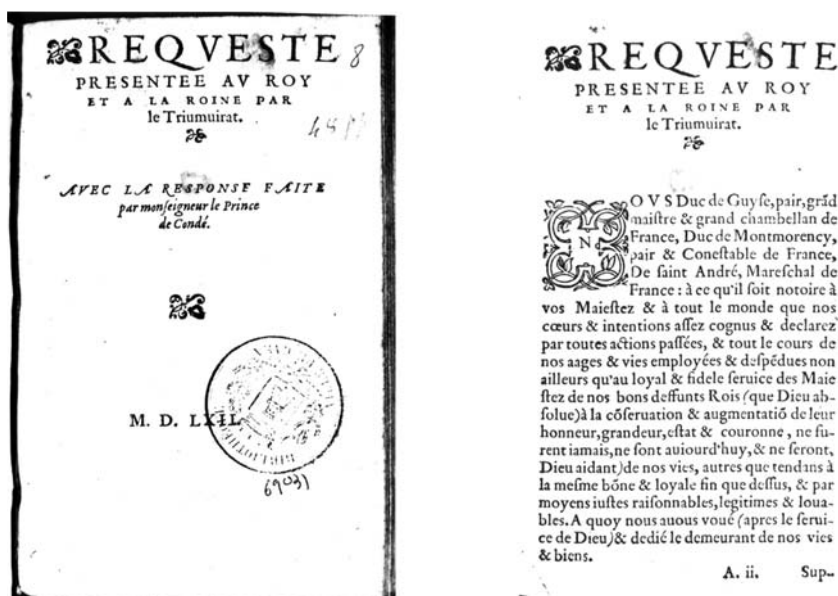 REQVESTE
8
PRESENTEE AV ROY
ET A LA ROINE PAR
le Triumuirat.
AVEC LA RESPONSE FAITE
par monſeigneur le Prince
de Condé.
M. D. LXII.
REQVESTE
PRESENTEE AV ROY
ET A LA ROINE PAR
le Triumuirat.
NOVS Duc de Guyſe, pair, grãd
maiſtre & grand chambellan de
France, Duc de Montmorency,
pair & Coneſtable de France,
De ſaint André, Mareſchal de
France : à ce qu'il ſoit notoire à
vos Maieſtez & à tout le monde que nos
cœurs & intentions aſſez cognus & declarez
par toutes actions paſſées, & tout le cours de
nos aages & vies employées & deſpẽdues non
ailleurs qu'au loyal & fidele ſeruice des Maie
ſtez de nos bons deffunts Rois (que Dieu ab-
ſolue) à la cõſeruation & augmentatiõ de leur
honneur, grandeur, eſtat & couronne, ne fu-
rent iamais, ne ſont auiourd'huy, & ne ſeront,
Dieu aidant) de nos vies, autres que tendans à
la meſme bõne & loyale fin que deſſus, & par
moyens iuſtes raiſonnables, legitimes & loua-
bles. A quoy nous auous voué (apres le ſerui-
ce de Dieu) & dedié le demeurant de nos vies
& biens.
A. ii. Sup-